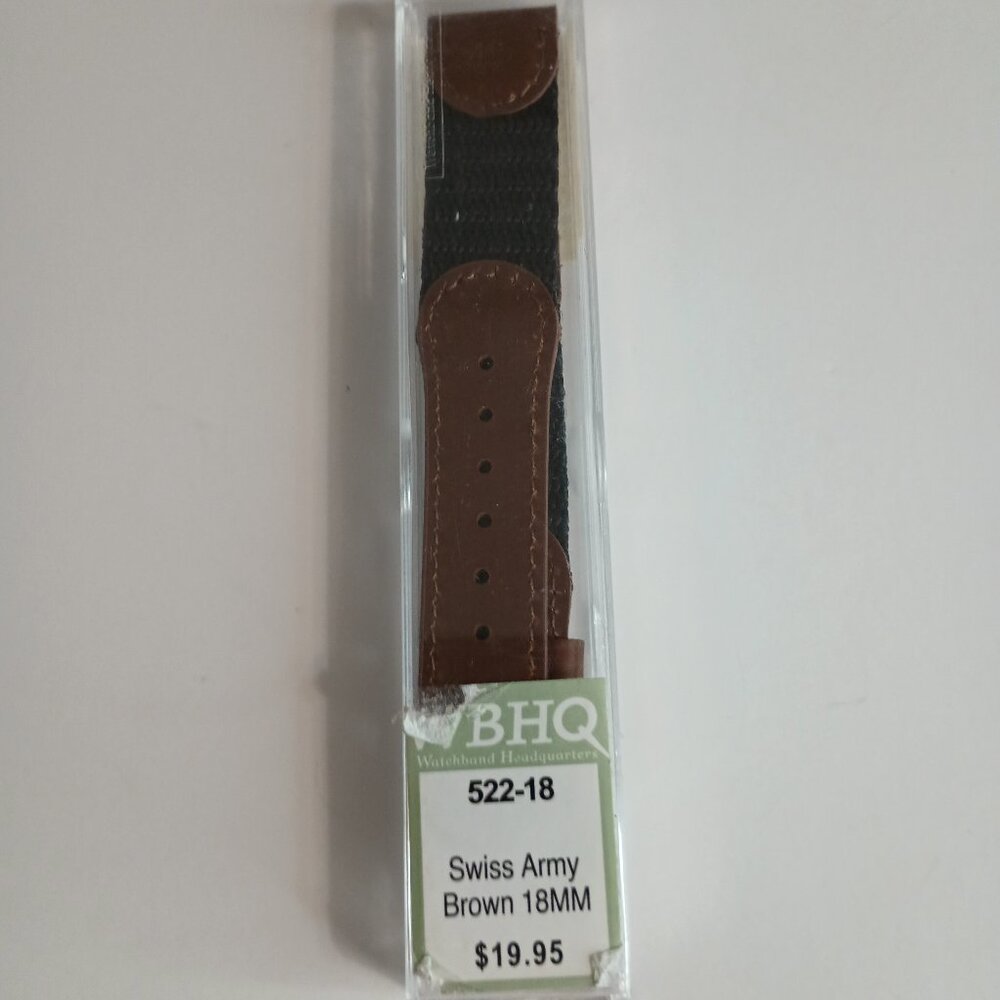 WBHQ
Watchband Headquarters
522-18
Swiss Army
Brown 18MM
$19.95